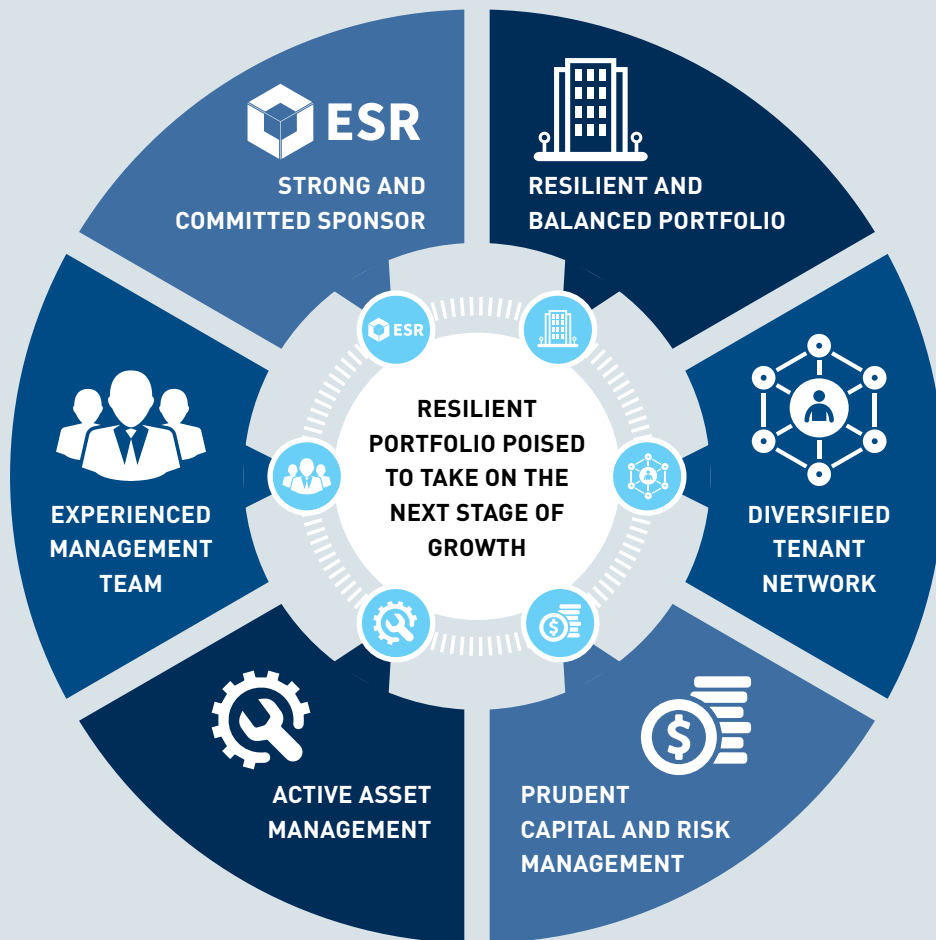 ESR
STRONG AND
COMMITTED SPONSOR
RESILIENT AND
BALANCED PORTFOLIO
DIVERSIFIED
TENANT
NETWORK
$
PRUDENT
CAPITAL AND RISK
MANAGEMENT
ACTIVE ASSET
MANAGEMENT
EXPERIENCED
MANAGEMENT
TEAM
ESR
$
RESILIENT
PORTFOLIO POISED
TO TAKE ON THE
NEXT STAGE OF
GROWTH